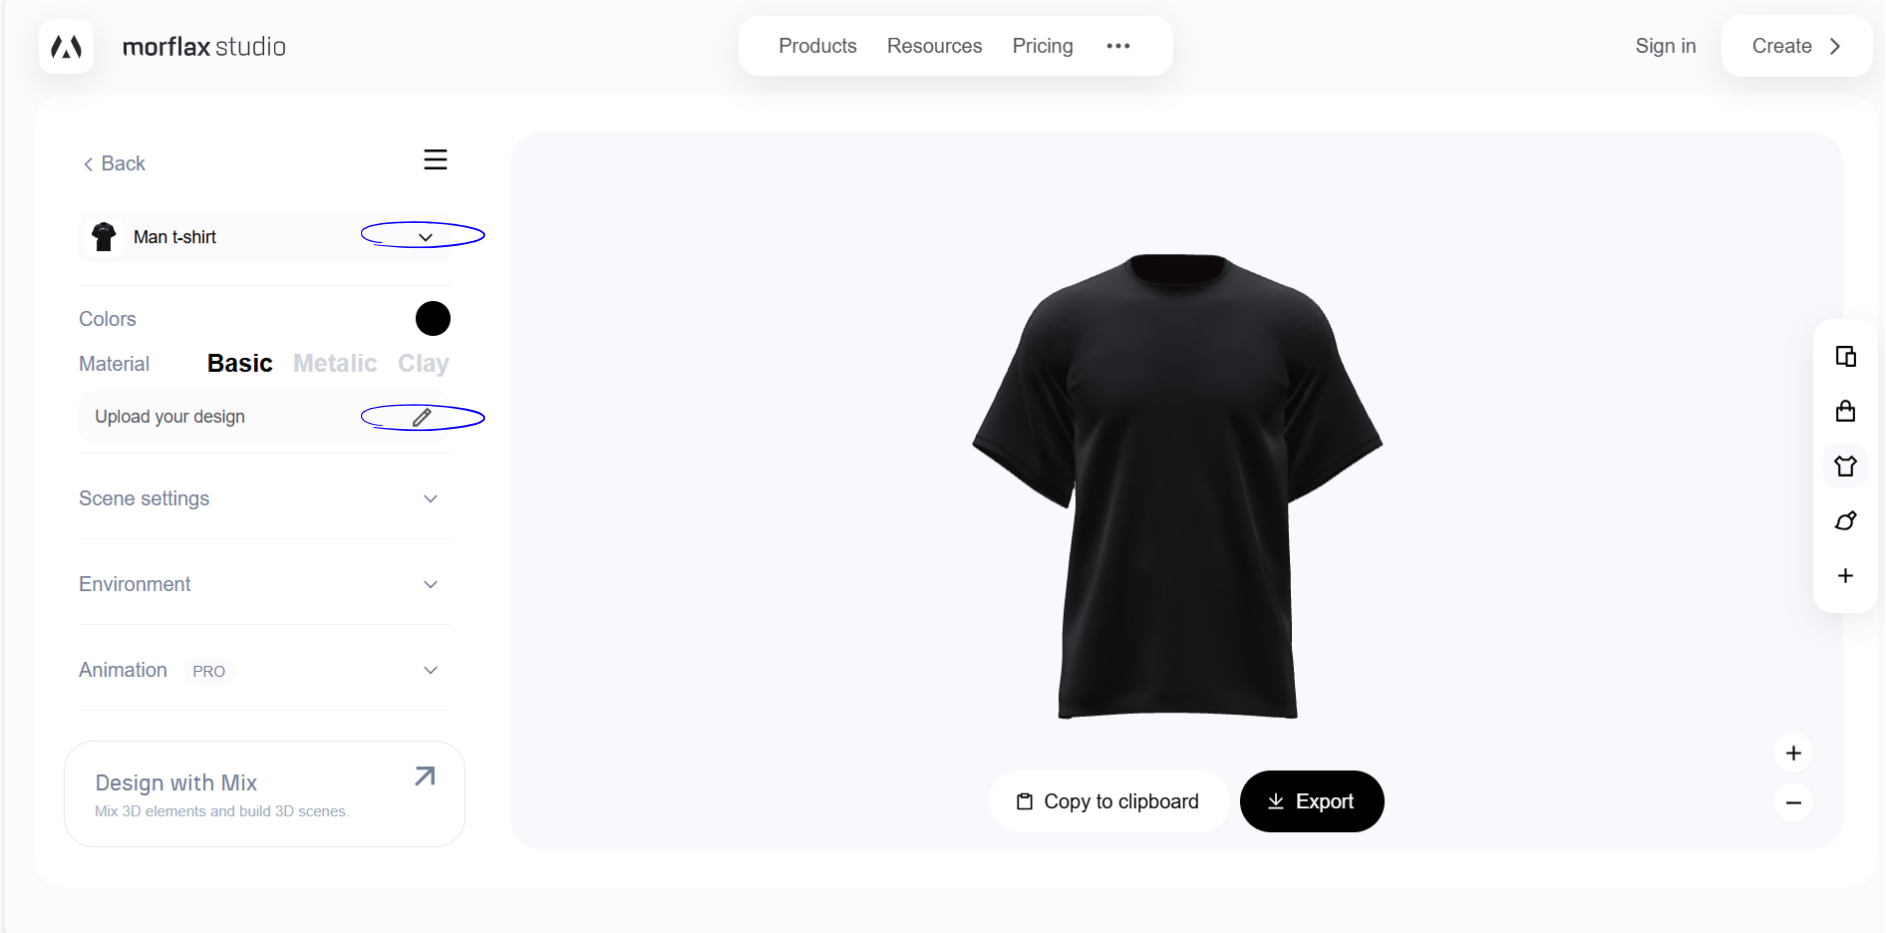 morflax studio
Products Resources Pricing •••
Sign in
Create
Back
Man t-shirt
Colors
Material Basic Metalic Clay
Upload your design
Scene settings
Environment
Animation PRO
Design with Mix
Mix 3D elements and build 3D scenes.
Copy to clipboard
Export